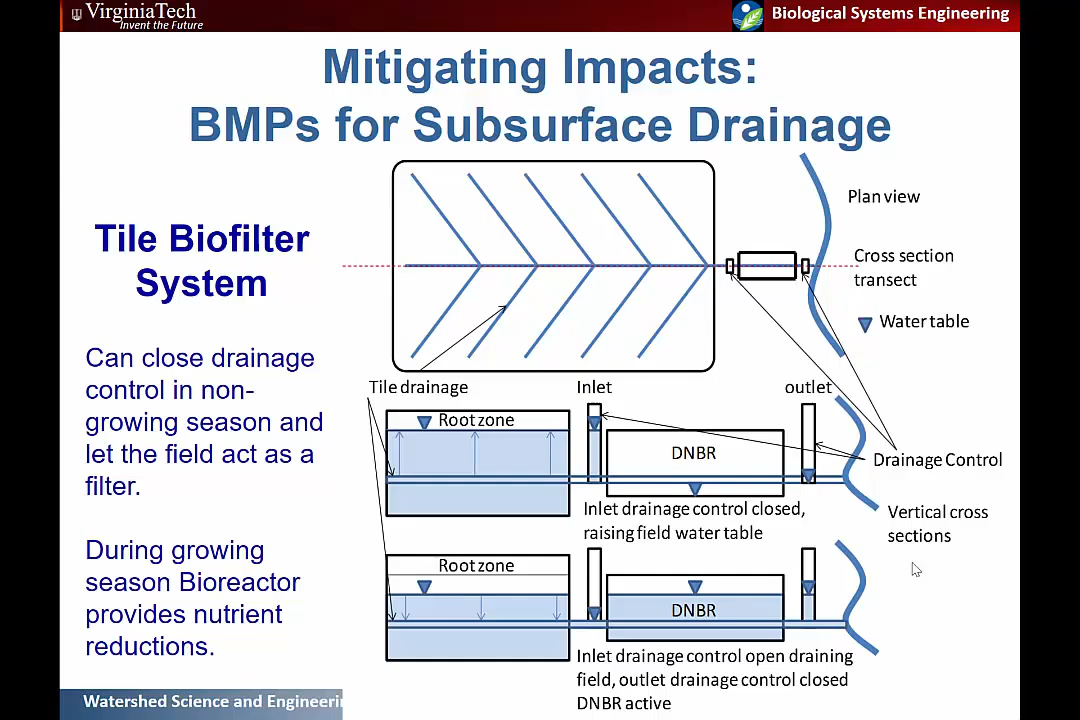 VirginiaTech
Invent the Future
Biological Systems Engineering
Mitigating Impacts:
BMPs for Subsurface Drainage
Tile Biofilter
System
Can close drainage
control in non-
growing season and
let the field act as a
filter.
During growing
season Bioreactor
provides nutrient
reductions.
Plan view
Cross section
transect
Water table
Tile drainage
Inlet
outlet
Root zone
DNBR
Drainage Control
Inlet drainage control closed,
raising field water table
Vertical cross
sections
Root zone
DNBR
Inlet drainage control open draining
field, outlet drainage control closed
DNBR active
Watershed Science and Engineerin